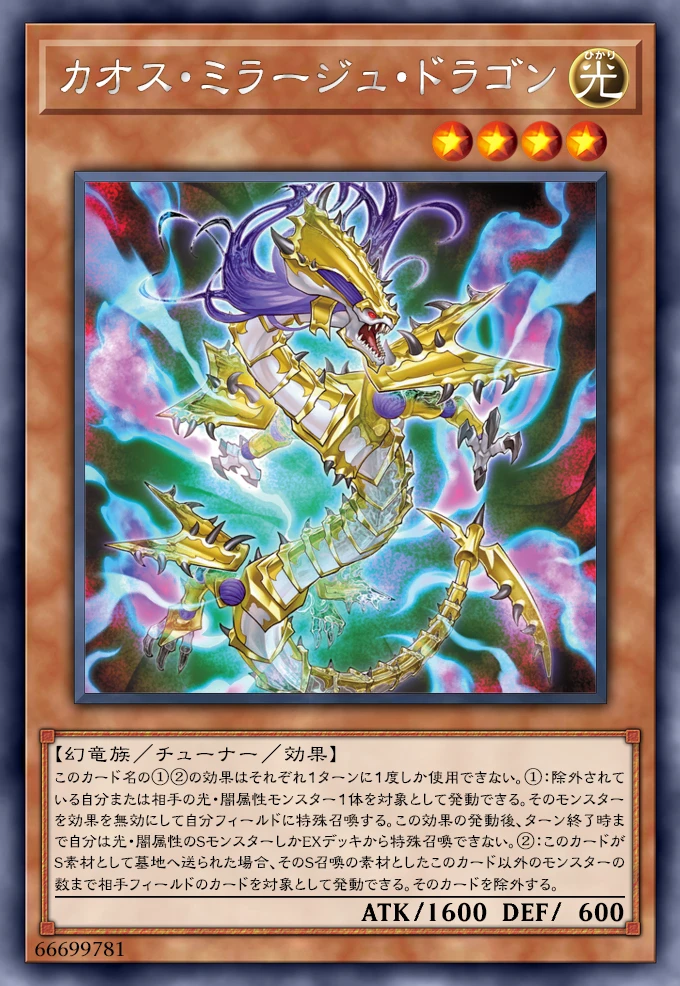 カオス・ミラージュ・ドラゴン
ひかり
光
【幻竜族／チューナー／効果】
このカード名の①②の効果はそれぞれ1ターンに1度しか使用できない。①：除外されて
いる自分または相手の光・闇属性モンスター1体を対象として発動できる。そのモンスター
を効果を無効にして自分フィールドに特殊召喚する。この効果の発動後、ターン終了時ま
で自分は光・闇属性のSモンスターしかEXデッキから特殊召喚できない。②：このカードが
S素材として墓地へ送られた場合、そのS召喚の素材としたこのカード以外のモンスターの
数まで相手フィールドのカードを対象として発動できる。そのカードを除外する。
ATK/1600 DEF/ 600
66699781